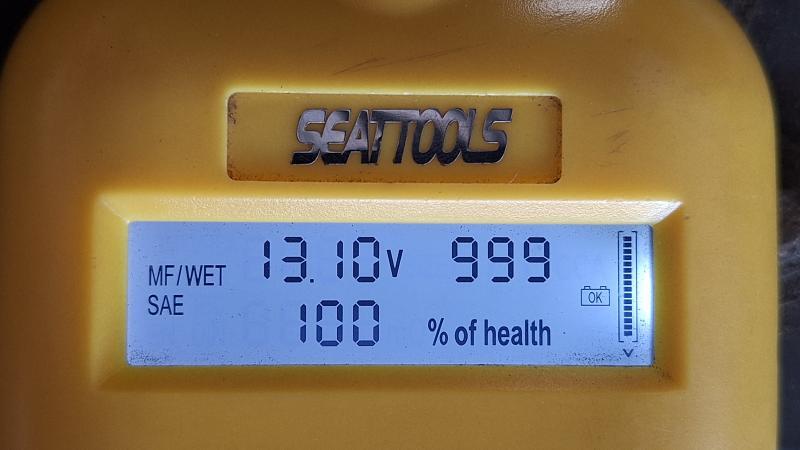 SEATTOOLS
MF/WET 13.10V 999
SAE 100 % of health
OK